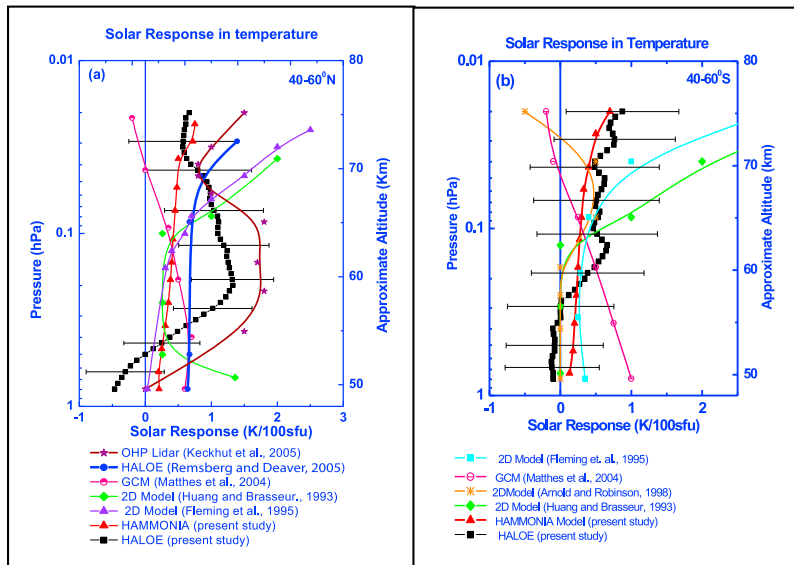 Solar Response in temperature
(a)
40-60⁰N
0.01
0.1
1
Pressure (hPa)
80
70
60
50
Approximate Altitude (Km)
-1 0 1 2 3
Solar Response (K/100sfu)
OHP Lidar (Keckhut et al., 2005)
HALOE (Remsberg and Deaver, 2005)
GCM (Matthes et al., 2004)
2D Model (Huang and Brasseur., 1993)
2D Model (Fleming et al., 1995)
HAMMONIA (present study)
HALOE (present study)
Solar Response in Temperature
(b)
40-60⁰S
0.01
0.1
1
Pressure (hPa)
80
70
60
50
Approximate Altitude (Km)
-1 0 1 2
Solar Response (K/100sfu)
2D Model (Fleming et. al., 1995)
GCM (Matthes et al., 2004)
2DModel (Arnold and Robinson, 1998)
2D Model (Huang and Brasseur, 1993)
HAMMONIA Model (present study)
HALOE (present study)